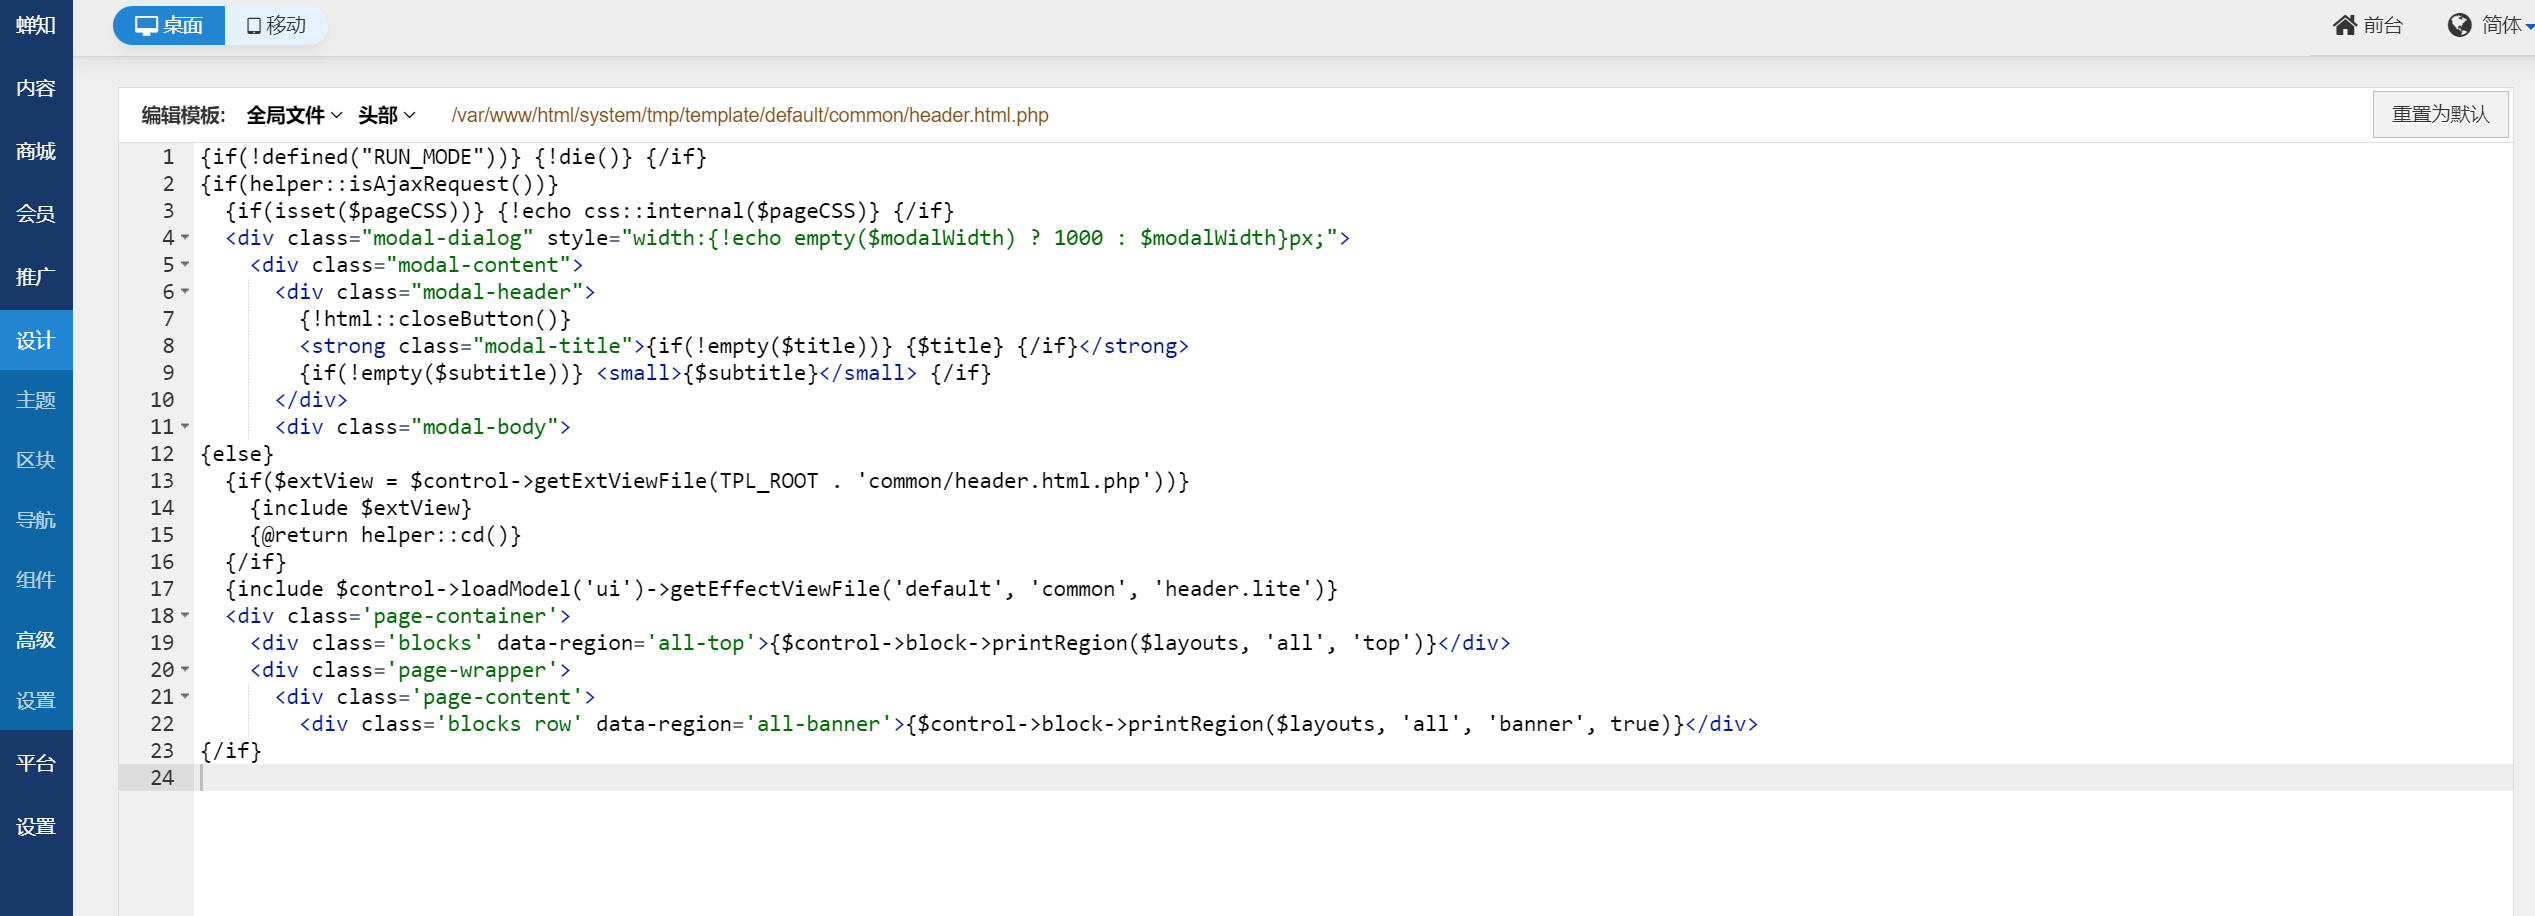 蝉知
内容
商城
会员
推广
设计
主题
区块
导航
组件
高级
设置
平台
设置
桌面 移动 前台 简体
编辑模板: 全局文件 头部 /var/www/html/system/tmp/template/default/common/header.html.php 重置为默认
1 {if(!defined("RUN_MODE"))} {!die()} {/if}
2 {if(helper::isAjaxRequest())}
3   {if(isset($pageCSS))} {!echo css::internal($pageCSS)} {/if}
4   <div class="modal-dialog" style="width:{!echo empty($modalWidth) ? 1000 : $modalWidth}px;">
5     <div class="modal-content">
6       <div class="modal-header">
7         {!html::closeButton()}
8         <strong class="modal-title">{if(!empty($title))} {$title} {/if}</strong>
9         {if(!empty($subtitle))} <small>{$subtitle}</small> {/if}
10       </div>
11       <div class="modal-body">
12 {else}
13   {if($extView = $control->getExtViewFile(TPL_ROOT . 'common/header.html.php'))}
14     {include $extView}
15     {@return helper::cd()}
16   {/if}
17   {include $control->loadModel('ui')->getEffectViewFile('default', 'common', 'header.lite')}
18   <div class='page-container'>
19     <div class='blocks' data-region='all-top'>{$control->block->printRegion($layouts, 'all', 'top')}</div>
20     <div class='page-wrapper'>
21       <div class='page-content'>
22         <div class='blocks row' data-region='all-banner'>{$control->block->printRegion($layouts, 'all', 'banner', true)}</div>
23 {/if}
24